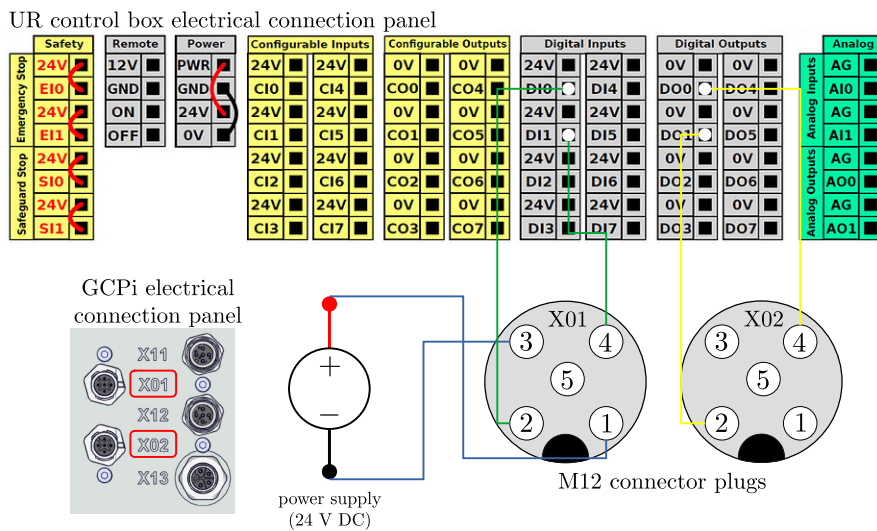 UR control box electrical connection panel
Safety Remote Power Configurable Inputs Configurable Outputs Digital Inputs Digital Outputs Analog
Emergency Stop
Safeguard Stop
Analog Inputs
Analog Outputs
24V 12V PWR 24V 24V 0V 0V 24V 24V 0V 0V AG
EI0 GND GND CI0 CI4 CO0 CO4 DI0 DI4 DO0 DO4 AI0
24V ON 24V 24V 24V 0V 0V 24V 24V 0V 0V AG
EI1 OFF 0V CI1 CI5 CO1 CO5 DI1 DI5 DO1 DO5 AI1
24V 24V 24V 0V 0V 24V 24V 0V 0V AG
SI0 CI2 CI6 CO2 CO6 DI2 DI6 DO2 DO6 AO0
24V 24V 24V 0V 0V 24V 24V 0V 0V AG
SI1 CI3 CI7 CO3 CO7 DI3 DI7 DO3 DO7 AO1
GCPi electrical
connection panel
X11
X01
X12
X02
X13
+
−
power supply
(24 V DC)
X01
3 4
5
2 1
X02
3 4
5
2 1
M12 connector plugs